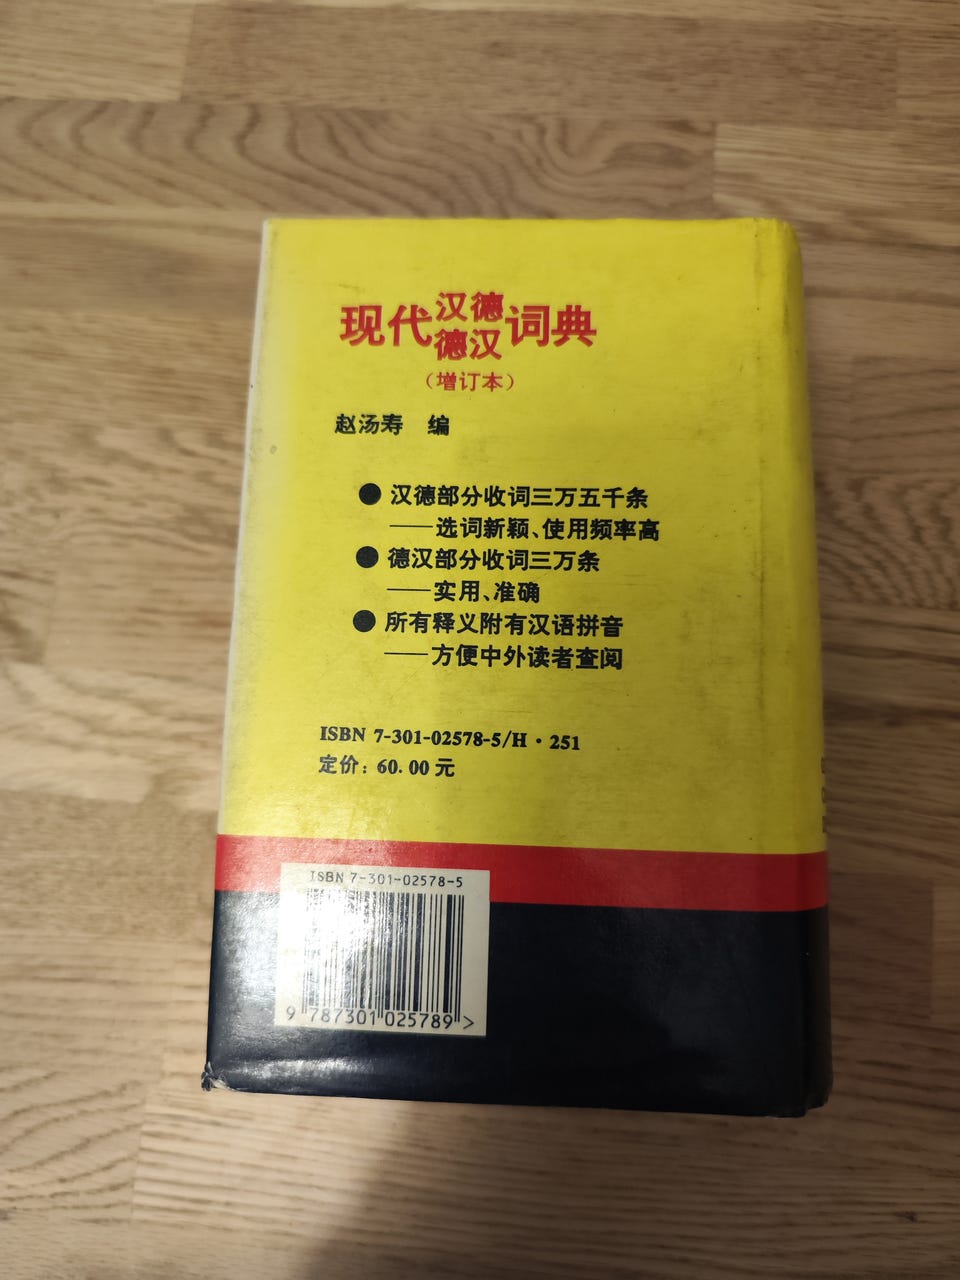 现代汉德德汉词典
（增订本）
赵汤寿 编
● 汉德部分收词三万五千条
——选词新颖、使用频率高
● 德汉部分收词三万条
——实用、准确
● 所有释义附有汉语拼音
——方便中外读者查阅
ISBN 7-301-02578-5/H · 251
定价: 60.00 元
ISBN 7-301-02578-5
9 787301 025789 >